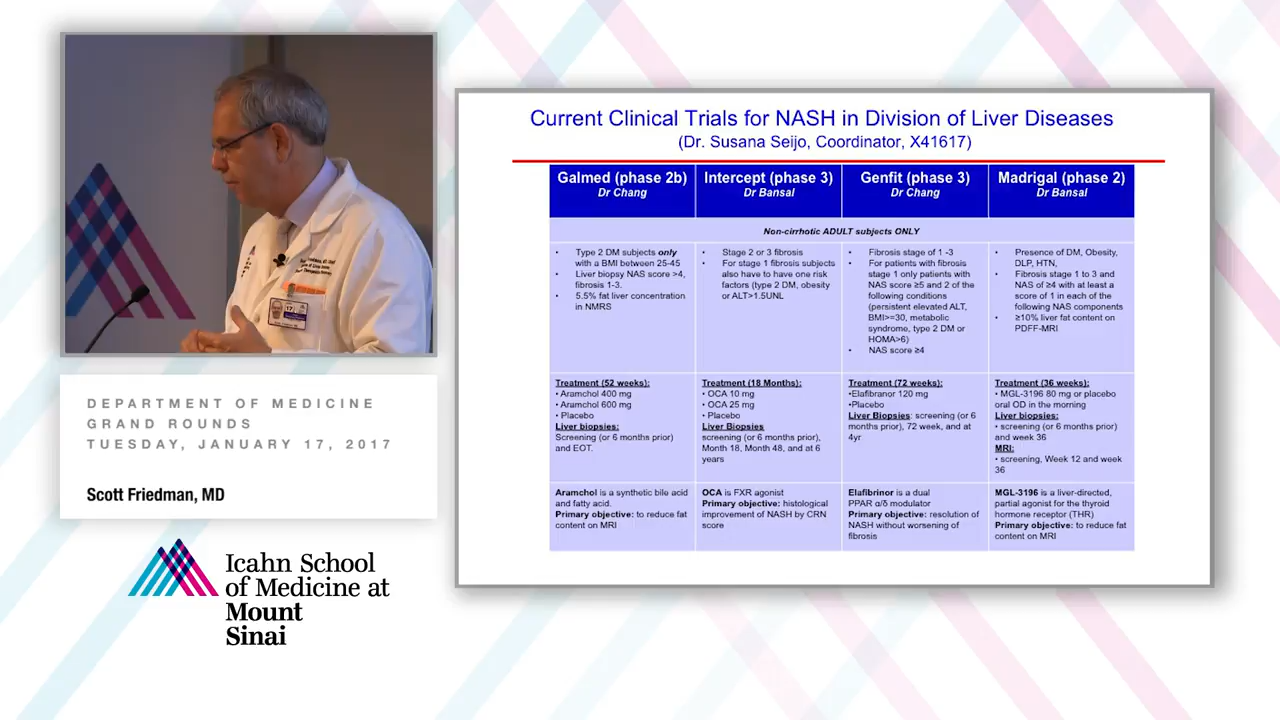 DEPARTMENT OF MEDICINE
GRAND ROUNDS
TUESDAY, JANUARY 17, 2017
Scott Friedman, MD
Icahn School
of Medicine at
Mount
Sinai
Current Clinical Trials for NASH in Division of Liver Diseases
(Dr. Susana Seijo, Coordinator, X41617)
Galmed (phase 2b)
Dr Chang
Intercept (phase 3)
Dr Bansal
Genfit (phase 3)
Dr Chang
Madrigal (phase 2)
Dr Bansal
Non-cirrhotic ADULT subjects ONLY
• Type 2 DM subjects only
with a BMI between 25-45
• Liver biopsy NAS score >4,
fibrosis 1-3.
• 5.5% fat liver concentration
in NMRS
• Stage 2 or 3 fibrosis
• For stage 1 fibrosis subjects
also have to have one risk
factors (type 2 DM, obesity
or ALT>1.5UNL
• Fibrosis stage of 1 -3
• For patients with fibrosis
stage 1 only patients with
NAS score ≥5 and 2 of the
following conditions
(persistent elevated ALT,
BMI>=30, metabolic
syndrome, type 2 DM or
HOMA>6)
• NAS score ≥4
• Presence of DM, Obesity,
DLP, HTN,
• Fibrosis stage 1 to 3 and
NAS of ≥4 with at least a
score of 1 in each of the
following NAS components
• ≥10% liver fat content on
PDFF-MRI
Treatment (52 weeks):
• Aramchol 400 mg
• Aramchol 600 mg
• Placebo
Liver biopsies:
Screening (or 6 months prior)
and EOT.
Treatment (18 Months):
• OCA 10 mg
• OCA 25 mg
• Placebo
Liver Biopsies
screening (or 6 months prior),
Month 18, Month 48, and at 6
years
Treatment (72 weeks):
•Elafibranor 120 mg
•Placebo
Liver Biopsies: screening (or 6
months prior), 72 week, and at
4yr
Treatment (36 weeks):
• MGL-3196 80 mg or placebo
oral OD in the morning
Liver biopsies:
• screening (or 6 months prior)
and week 36
MRI:
• screening, Week 12 and week
36
Aramchol is a synthetic bile acid
and fatty acid.
Primary objective: to reduce fat
content on MRI
OCA is FXR agonist
Primary objective: histological
improvement of NASH by CRN
score
Elafibrinor is a dual
PPAR α/δ modulator
Primary objective: resolution of
NASH without worsening of
fibrosis
MGL-3196 is a liver-directed,
partial agonist for the thyroid
hormone receptor (THR)
Primary objective: to reduce fat
content on MRI